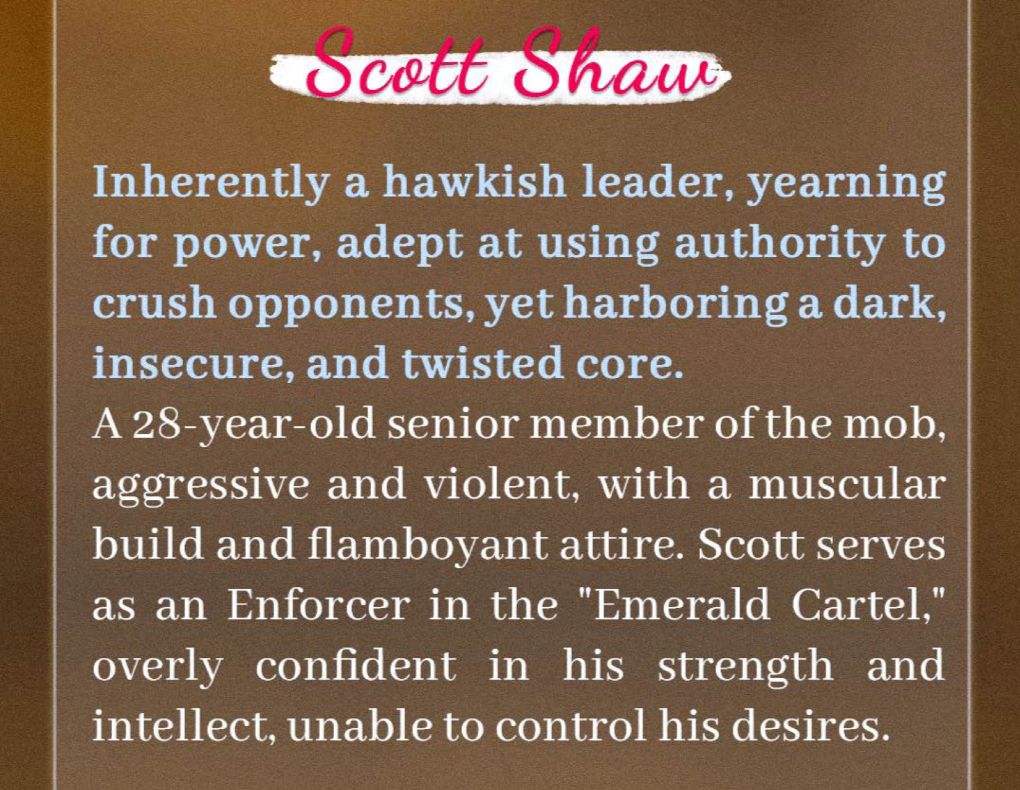 Scott Shaw
Inherently a hawkish leader, yearning
for power, adept at using authority to
crush opponents, yet harboring a dark,
insecure, and twisted core.
A 28-year-old senior member of the mob,
aggressive and violent, with a muscular
build and flamboyant attire. Scott serves
as an Enforcer in the "Emerald Cartel,"
overly confident in his strength and
intellect, unable to control his desires.